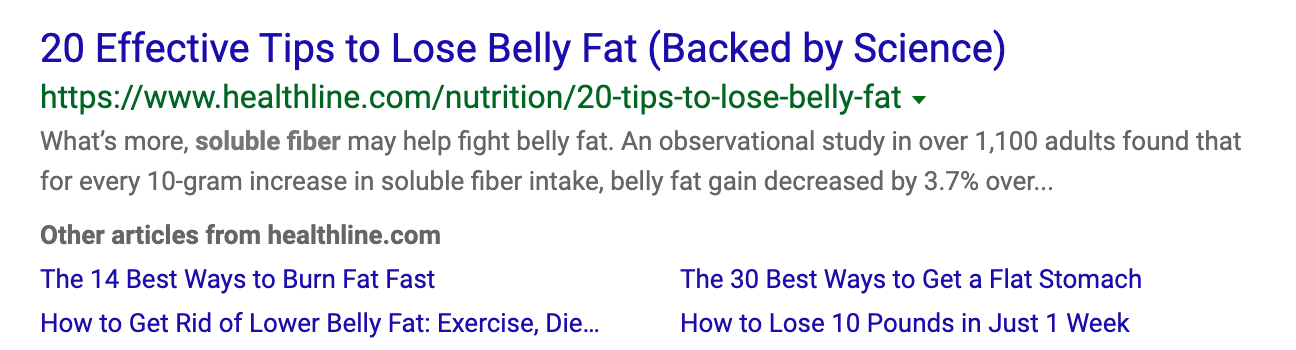 20 Effective Tips to Lose Belly Fat (Backed by Science)
https://www.healthline.com/nutrition/20-tips-to-lose-belly-fat
What’s more, soluble fiber may help fight belly fat. An observational study in over 1,100 adults found that
for every 10-gram increase in soluble fiber intake, belly fat gain decreased by 3.7% over...
Other articles from healthline.com
The 14 Best Ways to Burn Fat Fast
The 30 Best Ways to Get a Flat Stomach
How to Get Rid of Lower Belly Fat: Exercise, Die...
How to Lose 10 Pounds in Just 1 Week